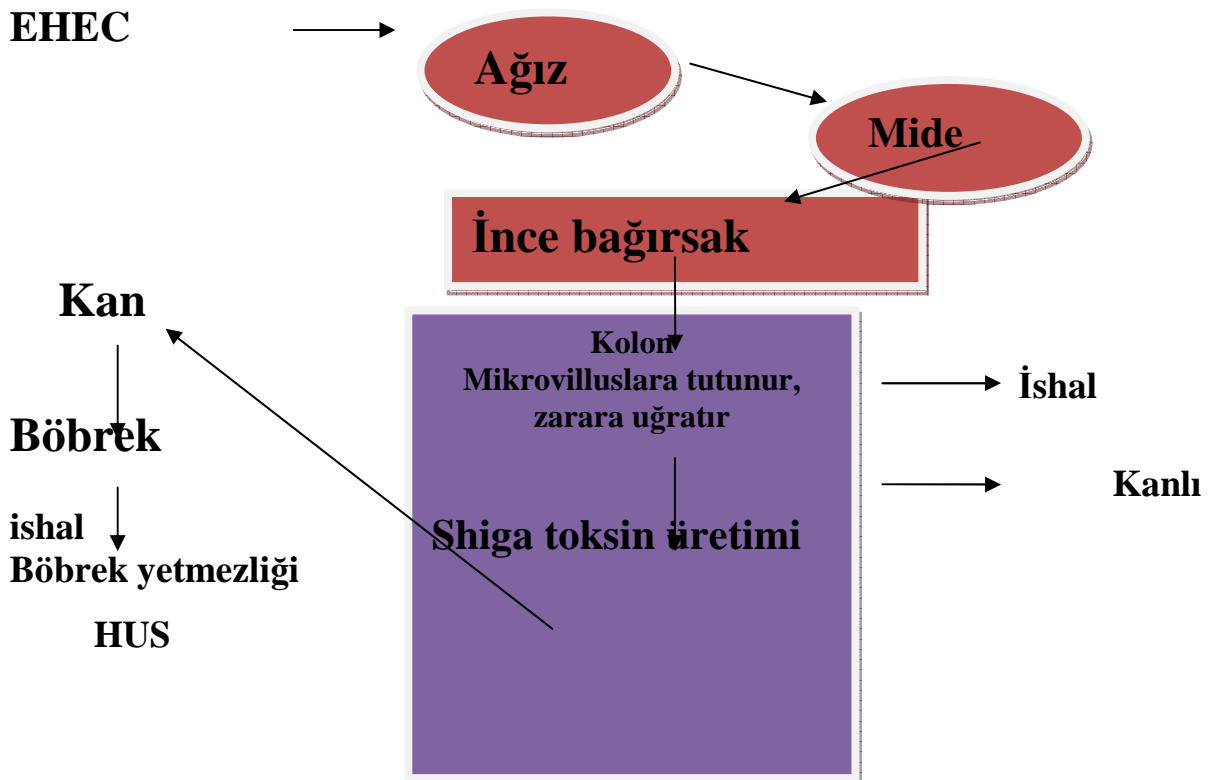 EHEC
Ağız
Mide
İnce bağırsak
Kan
Kolon
Mikrovilluslara tutunur,
zarara uğratır
İshal
Böbrek
Kanlı
ishal
Shiga toksin üretimi
Böbrek yetmezliği
HUS